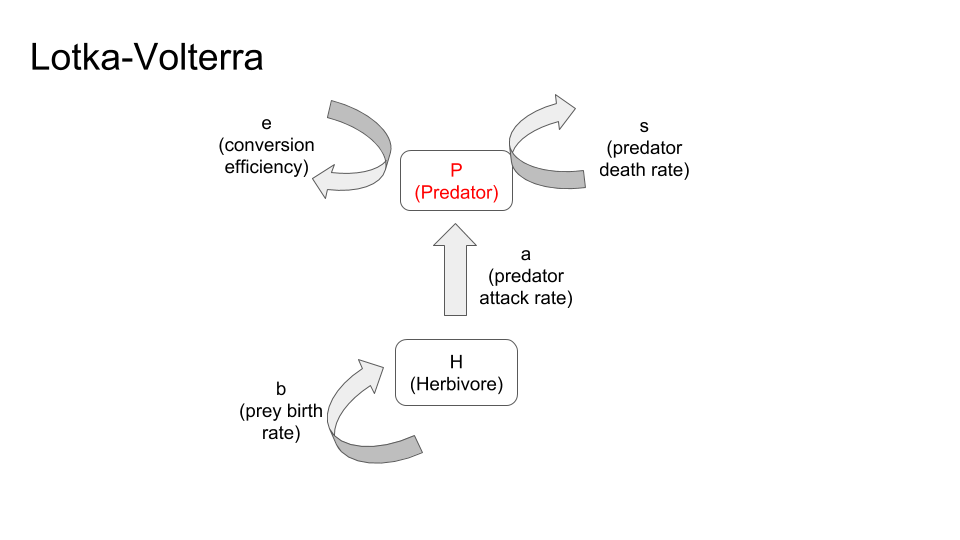 Lotka-Volterra
e
(conversion
efficiency)
P
(Predator)
s
(predator
death rate)
a
(predator
attack rate)
H
(Herbivore)
b
(prey birth
rate)